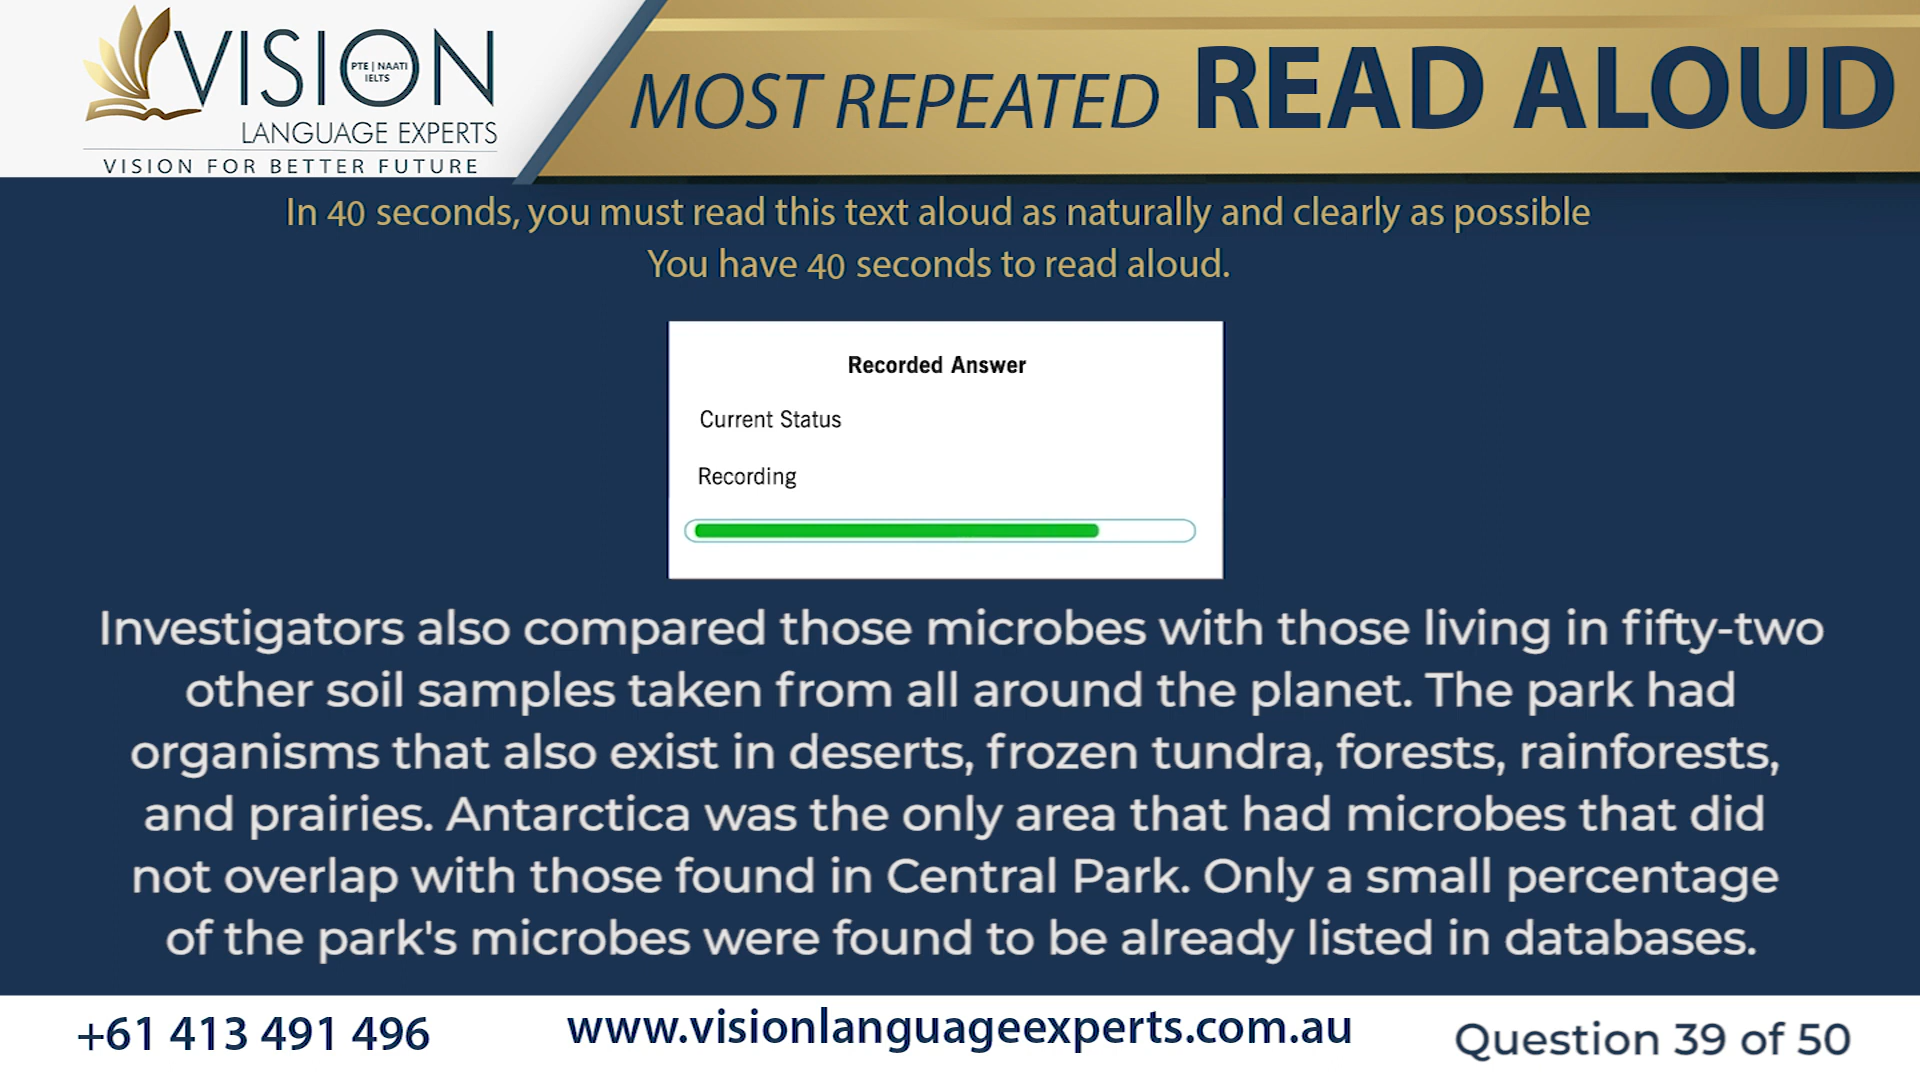 VISION
PTE | NAATI
IELTS
LANGUAGE EXPERTS
VISION FOR BETTER FUTURE
MOST REPEATED READ ALOUD
In 40 seconds, you must read this text aloud as naturally and clearly as possible
You have 40 seconds to read aloud.
Recorded Answer
Current Status
Recording
Investigators also compared those microbes with those living in fifty-two
other soil samples taken from all around the planet. The park had
organisms that also exist in deserts, frozen tundra, forests, rainforests,
and prairies. Antarctica was the only area that had microbes that did
not overlap with those found in Central Park. Only a small percentage
of the park's microbes were found to be already listed in databases.
+61 413 491 496
www.visionlanguageexperts.com.au
Question 39 of 50